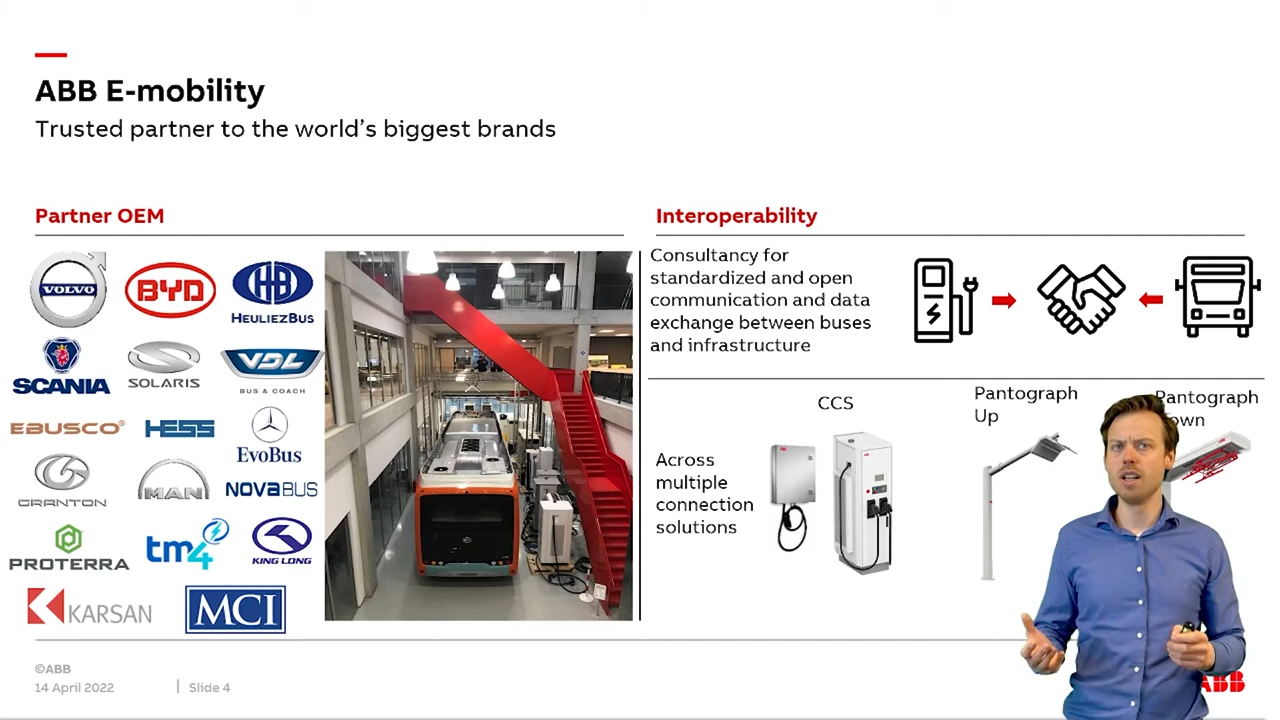 ABB E-mobility
Trusted partner to the world's biggest brands
Partner OEM
VOLVO
BYD
HEULIEZBUS
SCANIA
SOLARIS
VDL
BUS & COACH
EBUSCO®
HESS
EvoBus
GRANTON
MAN
NOVABUS
PROTERRA
tm4
KING LONG
KARSAN
MCI
Interoperability
Consultancy for
standardized and open
communication and data
exchange between buses
and infrastructure
Across
multiple
connection
solutions
CCS
Pantograph
Up
Pantograph
own
©ABB
14 April 2022
Slide 4
ABB